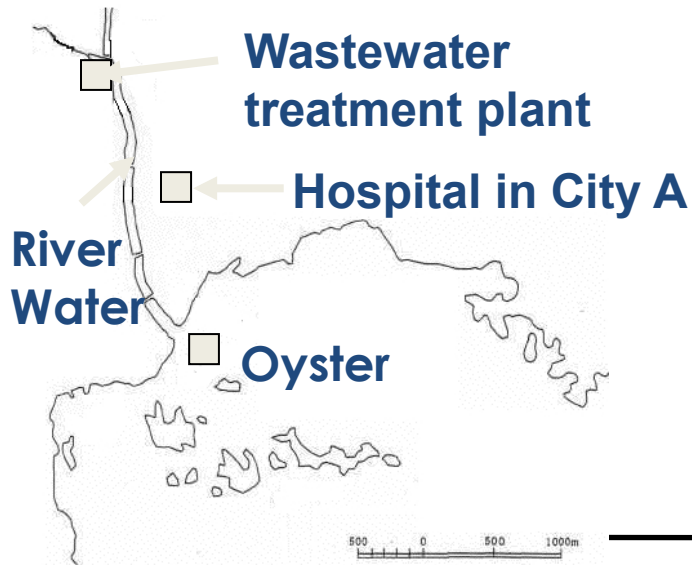 Wastewater
treatment plant
Hospital in City A
River
Water
Oyster
500 0 500 1000m